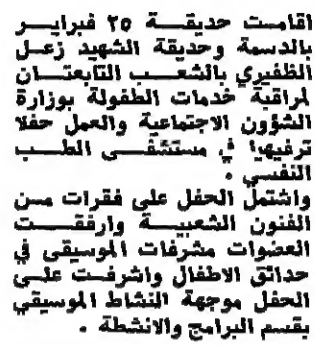 اقامت حديقة ٢٥ فبراير
بالدسمة وحديقة الشهيد زعل
الظفيري بالشعب التابعتان
لمراقبة خدمات الطفولة بوزارة
الشؤون الاجتماعية والعمل حفلا
ترفيهيا في مستشفى الطب
النفسي •
واشتمل الحفل على فقرات من
الفنون الشعبية وارفقت
العضوات مشرفات الموسيقى في
حدائق الاطفال واشرفت على
الحفل موجهة النشاط الموسيقي
بقسم البرامج والانشطة •